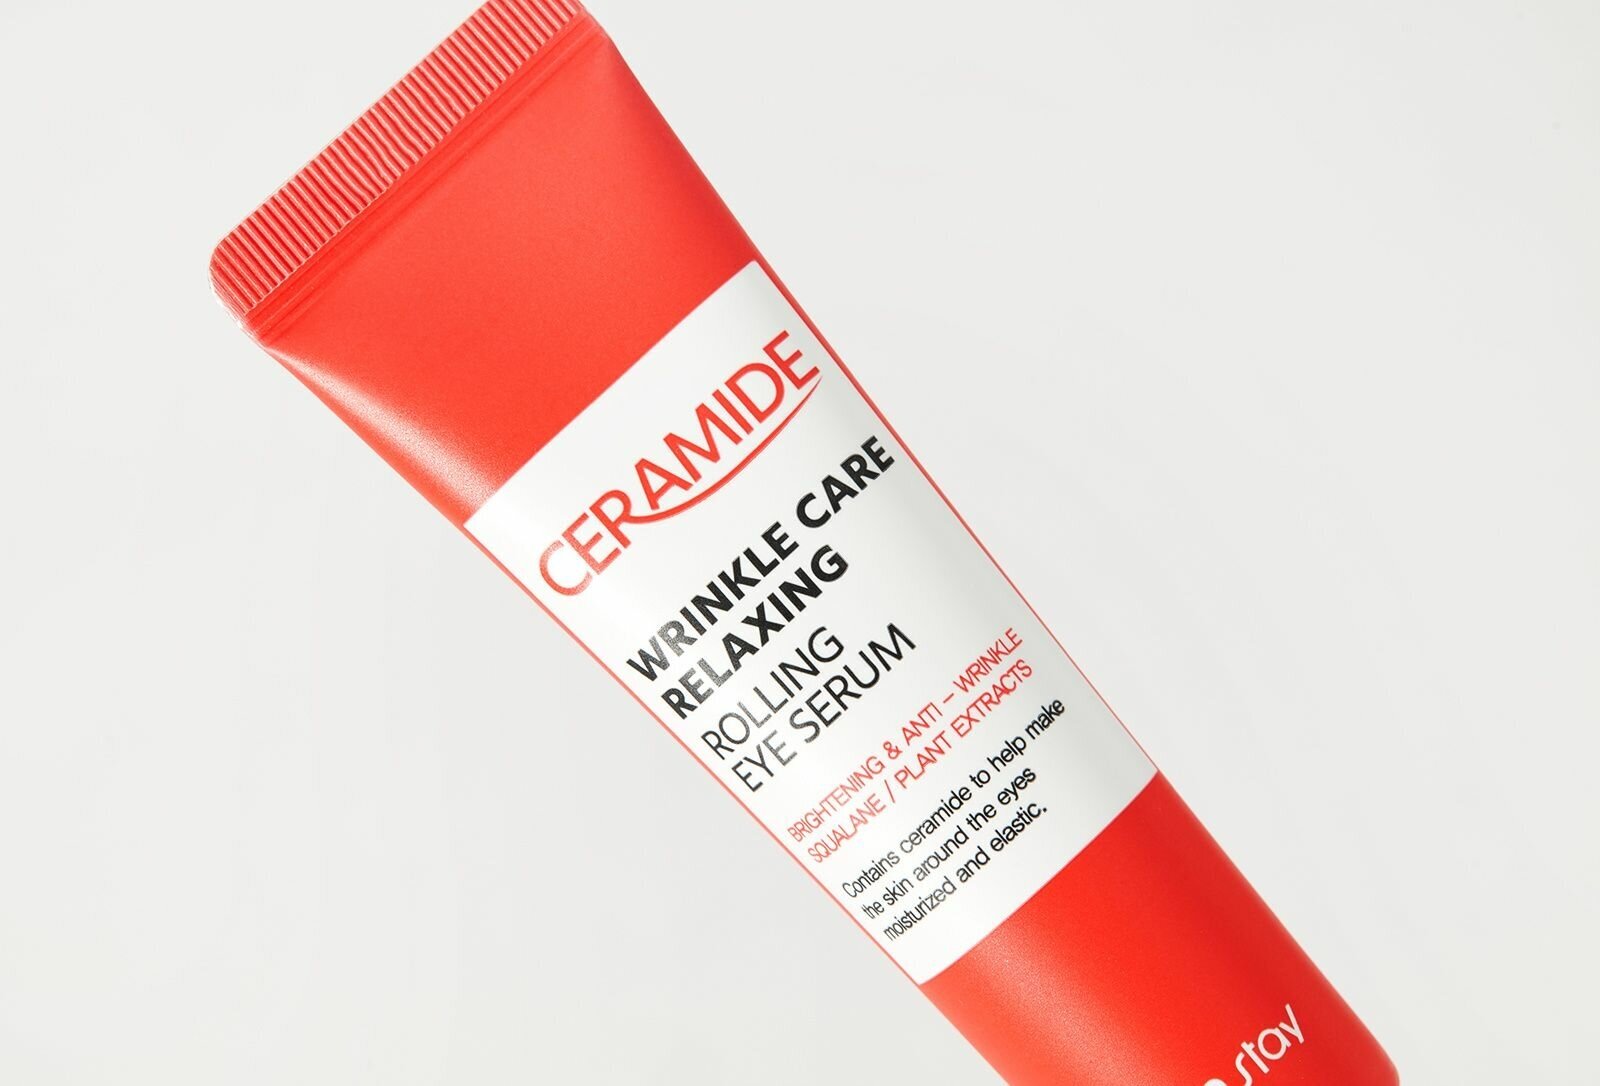 CERAMIDE
WRINKLE CARE
RELAXING
ROLLING
EYE SERUM
BRIGHTENING & ANTI – WRINKLE
SQUALANE / PLANT EXTRACTS
Contains ceramide to help make
the skin around the eyes
moisturized and elastic.
stay